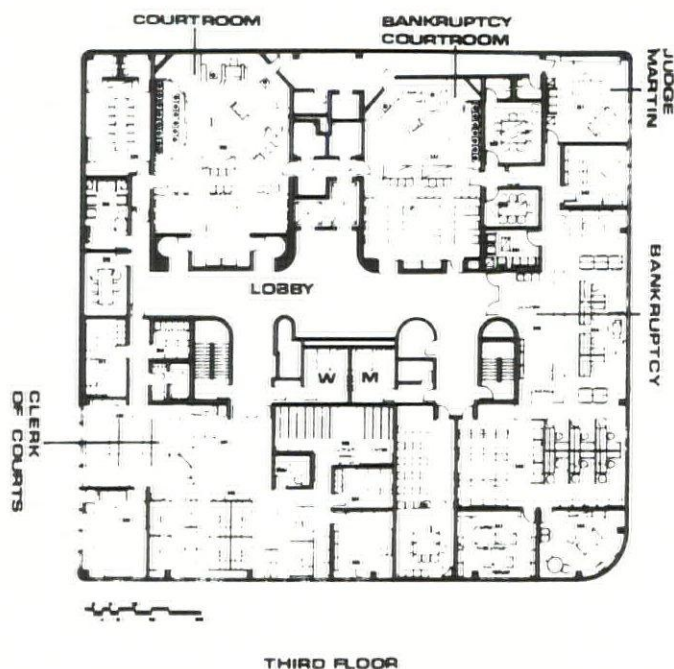 COURTROOM
BANKRUPTCY
COURTROOM
JUDGE
MARTIN
LOBBY
BANKRUPTCY
W
M
CLERK
OF COURTS
THIRD FLOOR